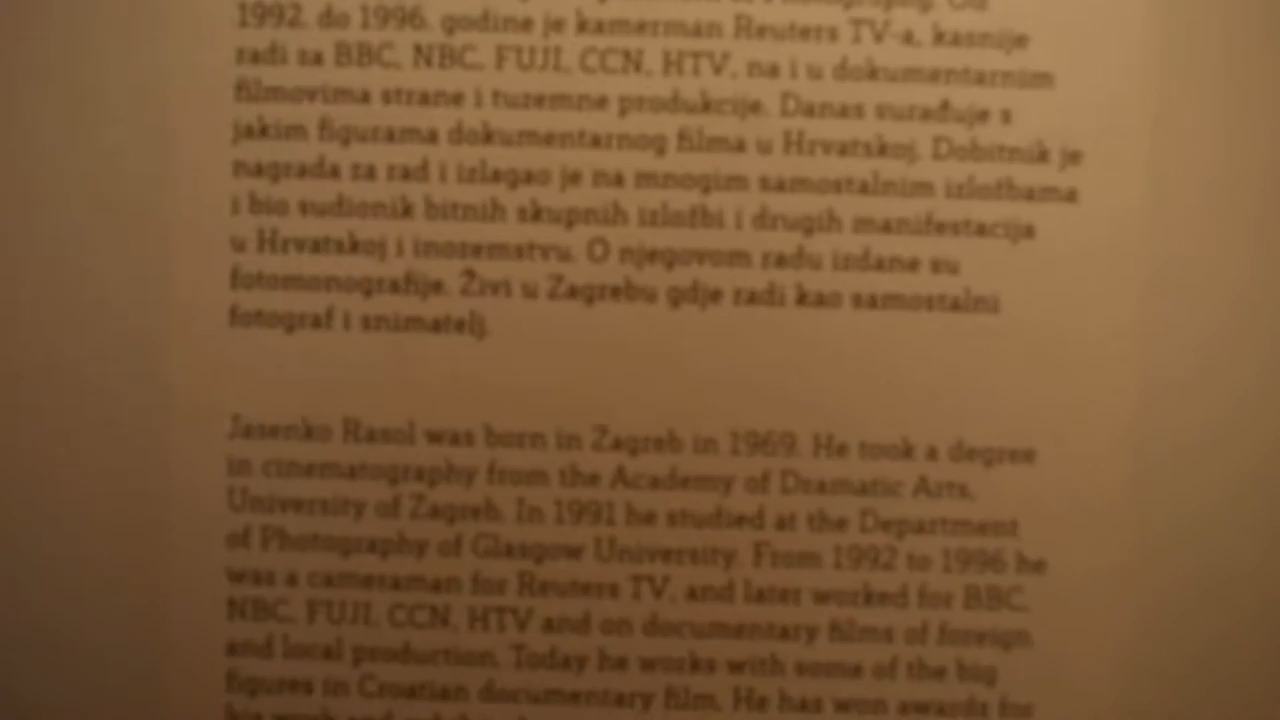 Photography. Od
1992. do 1996. godine je kamerman Reuters TV-a, kasnije
radi za BBC, NBC, FUJI, CCN, HTV, na i u dokumentarnim
filmovima strane i tuzemne produkcije. Danas surađuje s
jakim figurama dokumentarnog filma u Hrvatskoj. Dobitnik je
nagrada za rad i izlagao je na mnogim samostalnim izložbama
i bio sudionik bitnih skupnih izložbi i drugih manifestacija
u Hrvatskoj i inozemstvu. O njegovom radu izdane su
fotomonografije. Živi u Zagrebu gdje radi kao samostalni
fotograf i snimatelj.
Jasenko Rasol was born in Zagreb in 1969. He took a degree
in cinematography from the Academy of Dramatic Arts,
University of Zagreb. In 1991 he studied at the Department
of Photography of Glasgow University. From 1992 to 1996 he
was a cameraman for Reuters TV, and later worked for BBC,
NBC, FUJI, CCN, HTV and on documentary films of foreign
and local production. Today he works with some of the big
figures in Croatian documentary film. He has won awards for
his work and